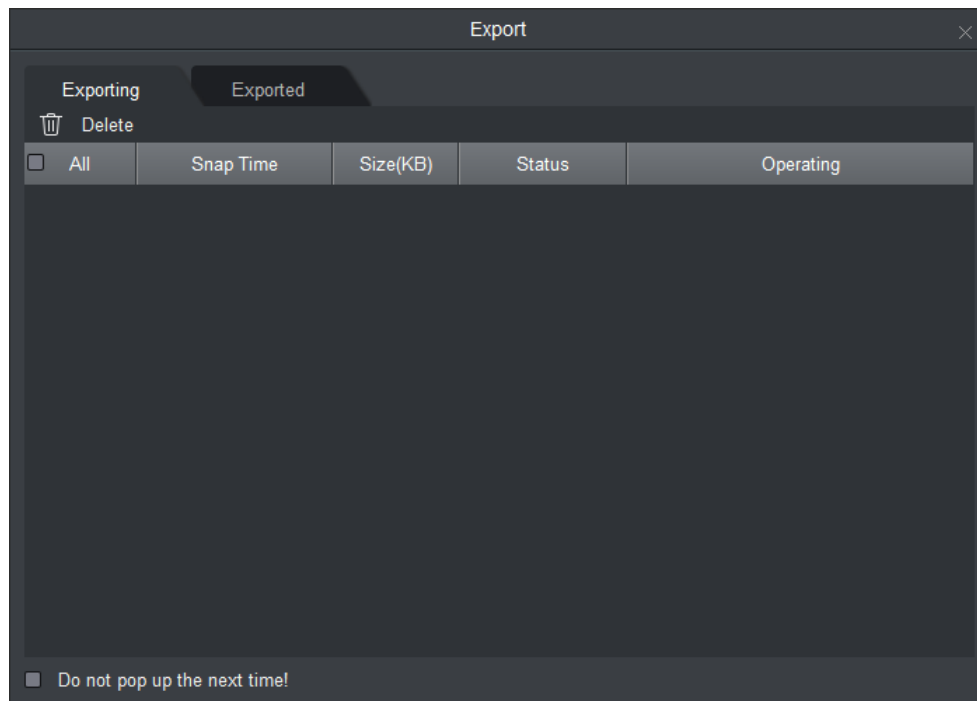 Export
Exporting Exported
Delete
All Snap Time Size(KB) Status Operating
Do not pop up the next time!